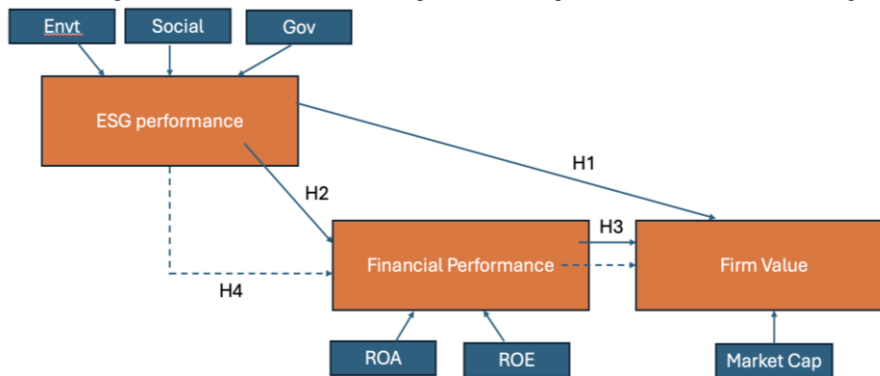 Envt
Social
Gov
ESG performance
H1
H2
H3
Financial Performance
Firm Value
H4
ROA
ROE
Market Cap